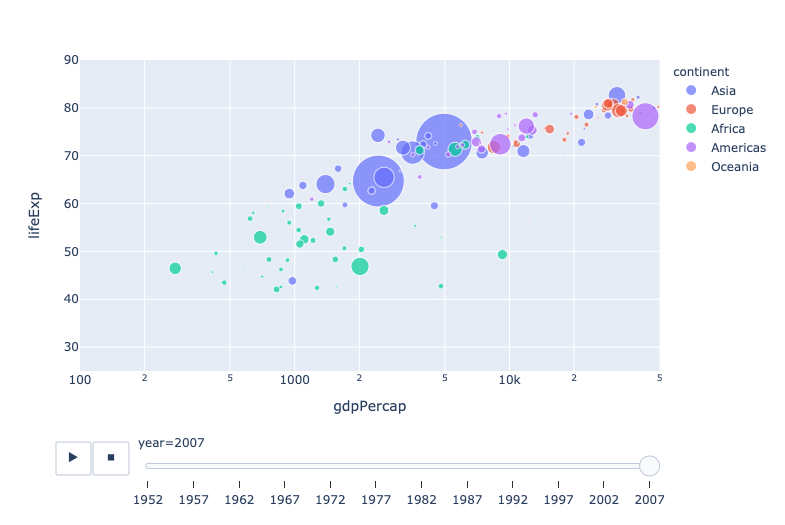 continent
Asia
Europe
Africa
Americas
Oceania
lifeExp
90
80
70
60
50
40
30
100 2 5 1000 2 5 10k 2 5
gdpPercap
year=2007
1952 1957 1962 1967 1972 1977 1982 1987 1992 1997 2002 2007